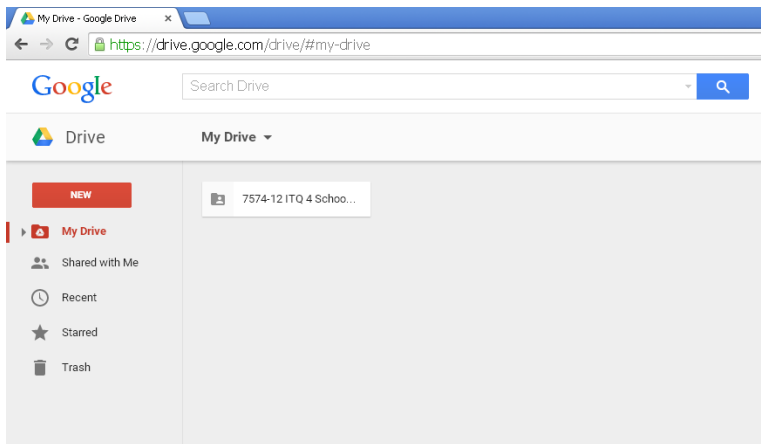 My Drive - Google Drive
https://drive.google.com/drive/#my-drive
Google
Search Drive
Drive
My Drive
NEW
7574-12 ITQ 4 Schoo...
My Drive
Shared with Me
Recent
Starred
Trash